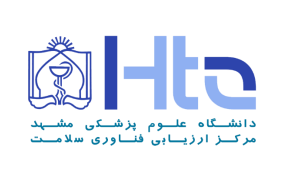 Hta
دانشگاه علوم پزشکی مشهد
مرکز ارزیابی فناوری سلامت